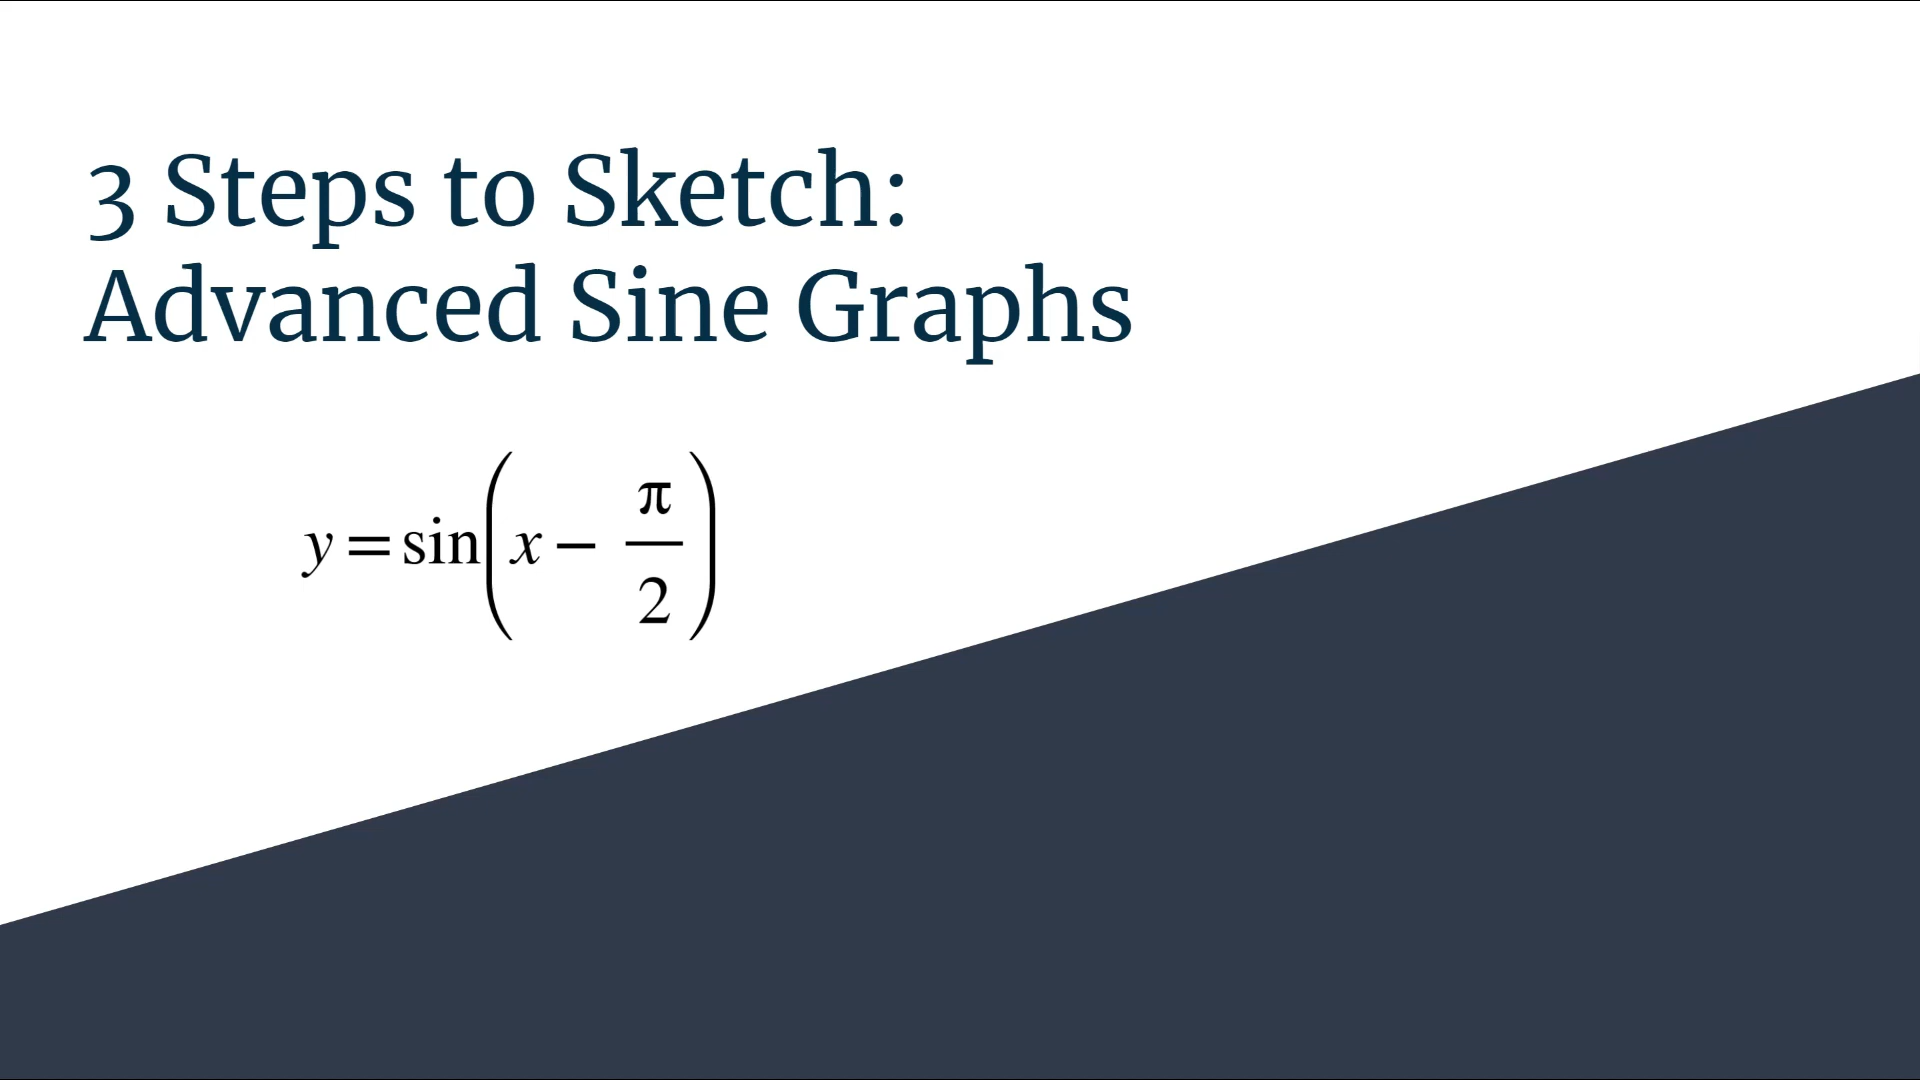 3 Steps to Sketch:
Advanced Sine Graphs
y = sin(x − π/2)